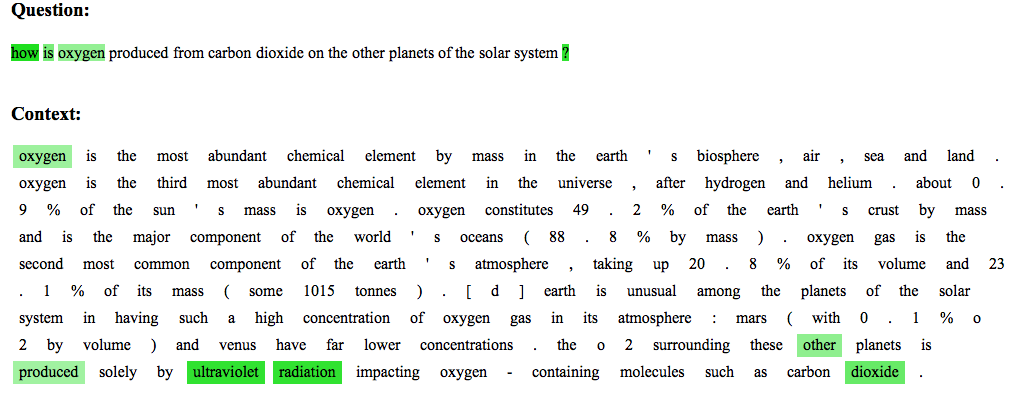 Question:
how is oxygen produced from carbon dioxide on the other planets of the solar system ?
Context:
oxygen is the most abundant chemical element by mass in the earth ' s biosphere , air , sea and land .
oxygen is the third most abundant chemical element in the universe , after hydrogen and helium . about 0 .
9 % of the sun ' s mass is oxygen . oxygen constitutes 49 . 2 % of the earth ' s crust by mass
and is the major component of the world ' s oceans ( 88 . 8 % by mass ) . oxygen gas is the
second most common component of the earth ' s atmosphere , taking up 20 . 8 % of its volume and 23
. 1 % of its mass ( some 1015 tonnes ) . [ d ] earth is unusual among the planets of the solar
system in having such a high concentration of oxygen gas in its atmosphere : mars ( with 0 . 1 % o
2 by volume ) and venus have far lower concentrations . the o 2 surrounding these other planets is
produced solely by ultraviolet radiation impacting oxygen - containing molecules such as carbon dioxide .